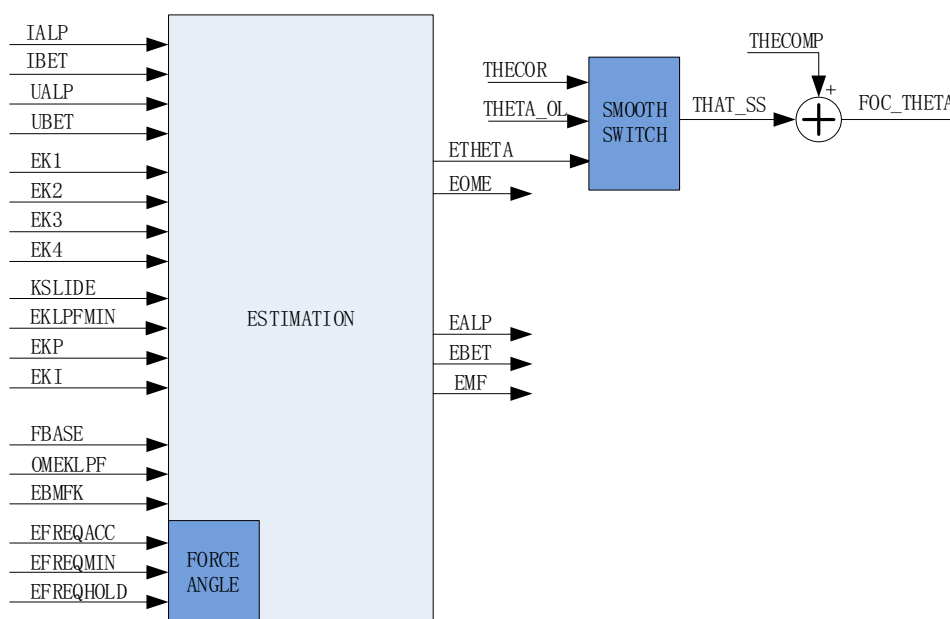 IALP
IBET
UALP
UBET
EK1
EK2
EK3
EK4
KSLIDE
EKLPFMIN
EKP
EKI
FBASE
OMEKLPF
EBMFK
EFREQACC
EFREQMIN
EFREQHOLD
FORCE
ANGLE
ESTIMATION
ETHETA
EOME
EALP
EBET
EMF
THECOR
THETA_OL
SMOOTH
SWITCH
THAT_SS
THECOMP
+
FOC_THETA